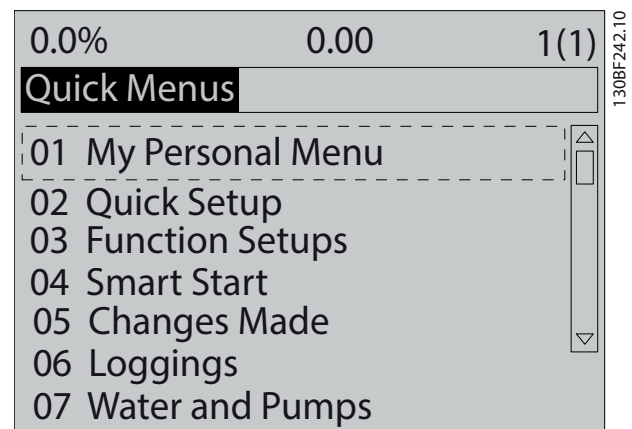 0.0% 0.00 1(1)
Quick Menus
01 My Personal Menu
02 Quick Setup
03 Function Setups
04 Smart Start
05 Changes Made
06 Loggings
07 Water and Pumps
130BF242.10